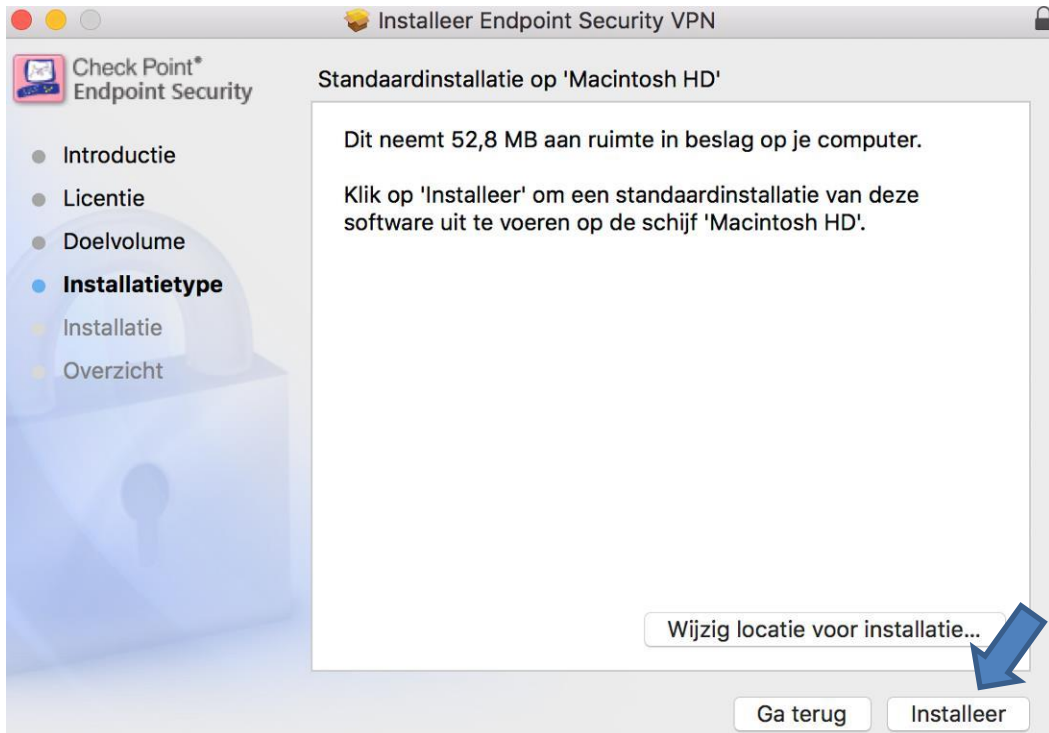 Installeer Endpoint Security VPN
Check Point®
Endpoint Security
Standaardinstallatie op 'Macintosh HD'
Introductie
Licentie
Doelvolume
Installatietype
Installatie
Overzicht
Dit neemt 52,8 MB aan ruimte in beslag op je computer.
Klik op 'Installeer' om een standaardinstallatie van deze
software uit te voeren op de schijf 'Macintosh HD'.
Wijzig locatie voor installatie...
Ga terug
Installeer